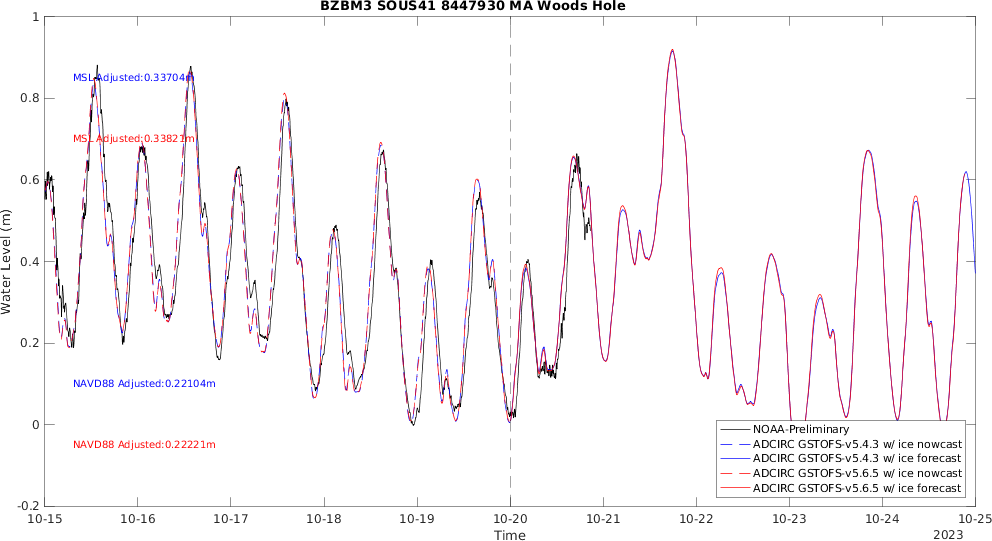 BZBM3 SOUS41 8447930 MA Woods Hole
1
0.8
0.6
0.4
0.2
0
-0.2
Water Level (m)
MSL Adjusted:0.33704m
MSL Adjusted:0.33821m
NAVD88 Adjusted:0.22104m
NAVD88 Adjusted:0.22221m
NOAA-Preliminary
ADCIRC GSTOFS-v5.4.3 w/ ice nowcast
ADCIRC GSTOFS-v5.4.3 w/ ice forecast
ADCIRC GSTOFS-v5.6.5 w/ ice nowcast
ADCIRC GSTOFS-v5.6.5 w/ ice forecast
10-15 10-16 10-17 10-18 10-19 10-20 10-21 10-22 10-23 10-24 10-25
Time
2023